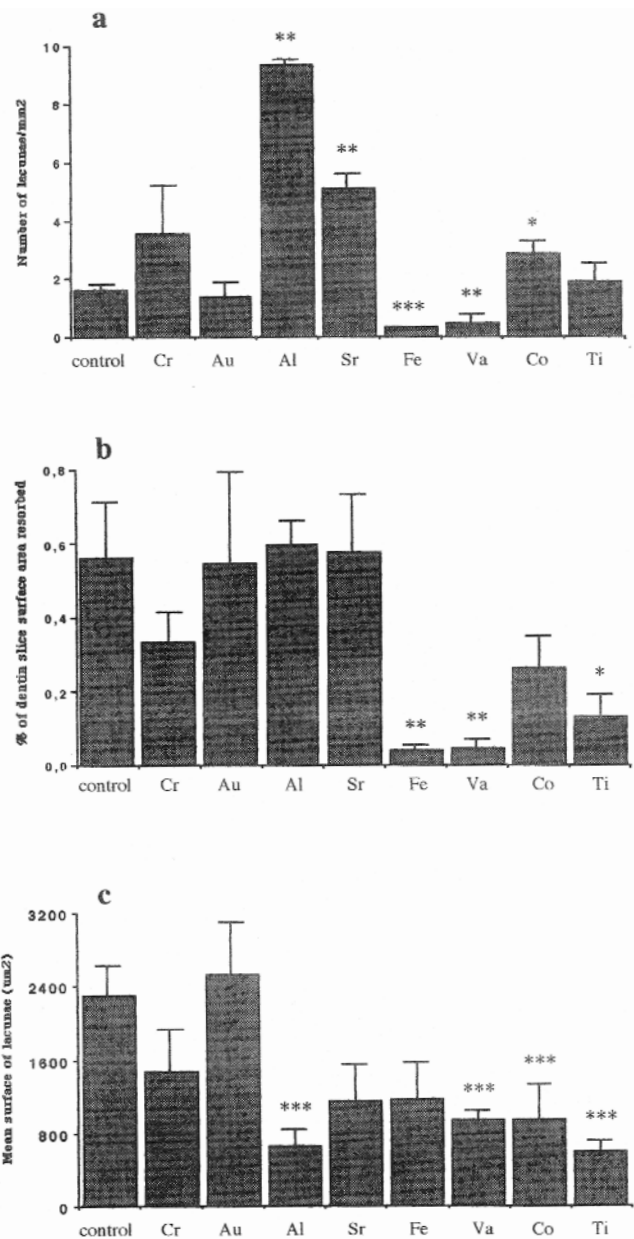 a
**
10
8
**
6
4
*
2
***
**
0
Number of lacunae/mm2
control Cr Au Al Sr Fe Va Co Ti
b
0,8
0,6
0,4
*
0,2
** **
0,0
% of dentin slice surface area resorbed
control Cr Au Al Sr Fe Va Co Ti
c
3200
2400
1600
***
*** *** ***
800
0
Mean surface of lacunae (um2)
control Cr Au Al Sr Fe Va Co Ti